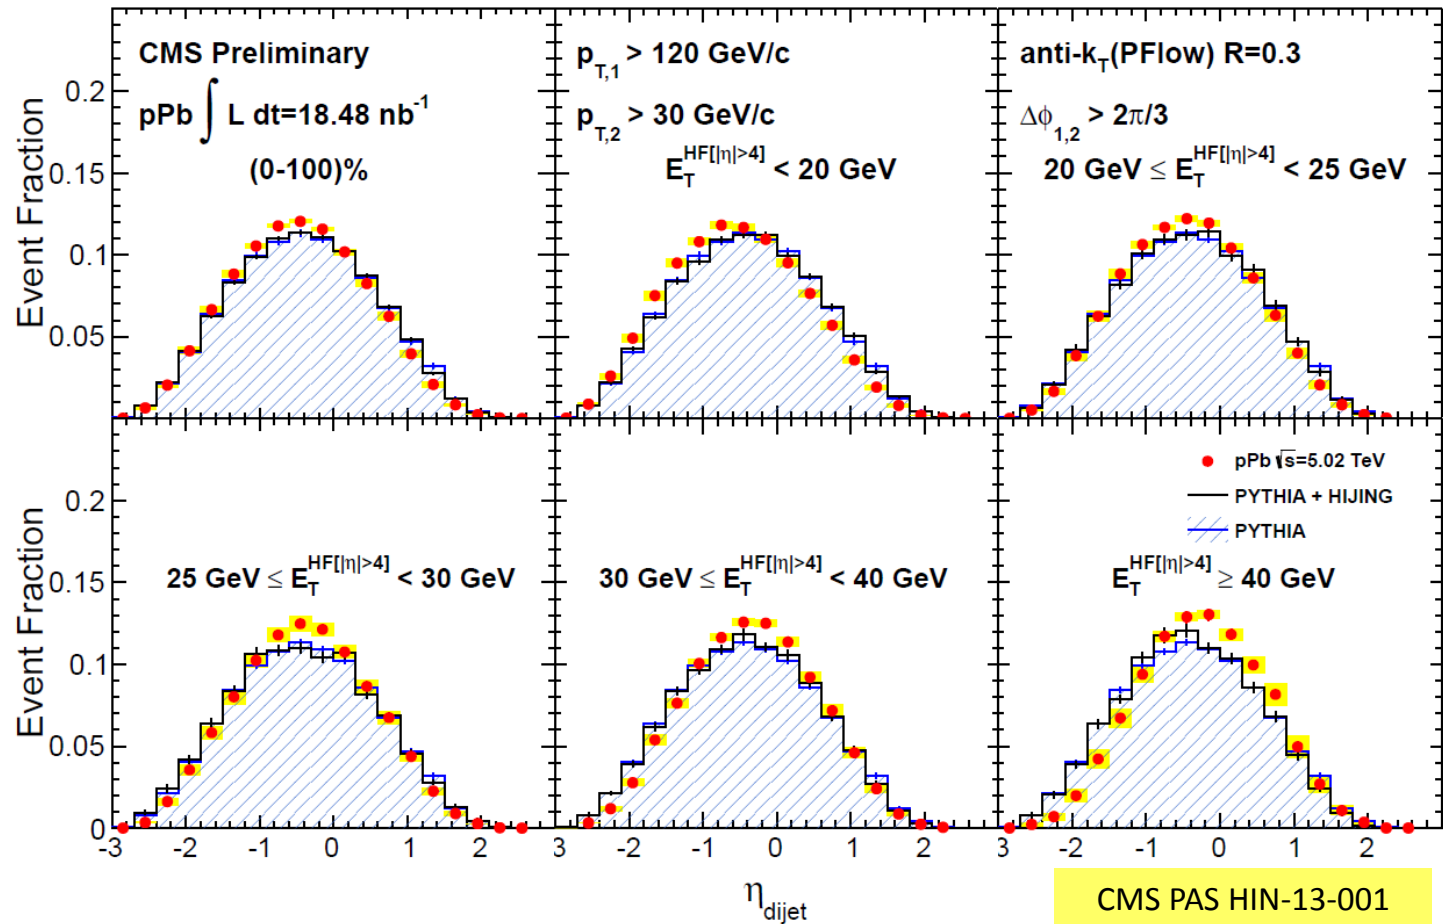 CMS Preliminary
pPb ∫ L dt=18.48 nb⁻¹
(0-100)%
p_T,1 > 120 GeV/c
p_T,2 > 30 GeV/c
E_T^HF[|η|>4] < 20 GeV
anti-k_T(PFlow) R=0.3
Δϕ_1,2 > 2π/3
20 GeV ≤ E_T^HF[|η|>4] < 25 GeV
Event Fraction
0.2
0.15
0.1
0.05
25 GeV ≤ E_T^HF[|η|>4] < 30 GeV
30 GeV ≤ E_T^HF[|η|>4] < 40 GeV
pPb √s=5.02 TeV
PYTHIA + HIJING
PYTHIA
E_T^HF[|η|>4] ≥ 40 GeV
Event Fraction
0.2
0.15
0.1
0.05
0
-3 -2 -1 0 1 2
3 -2 -1 0 1 2
3 -2 -1 0 1 2
η_dijet
CMS PAS HIN-13-001